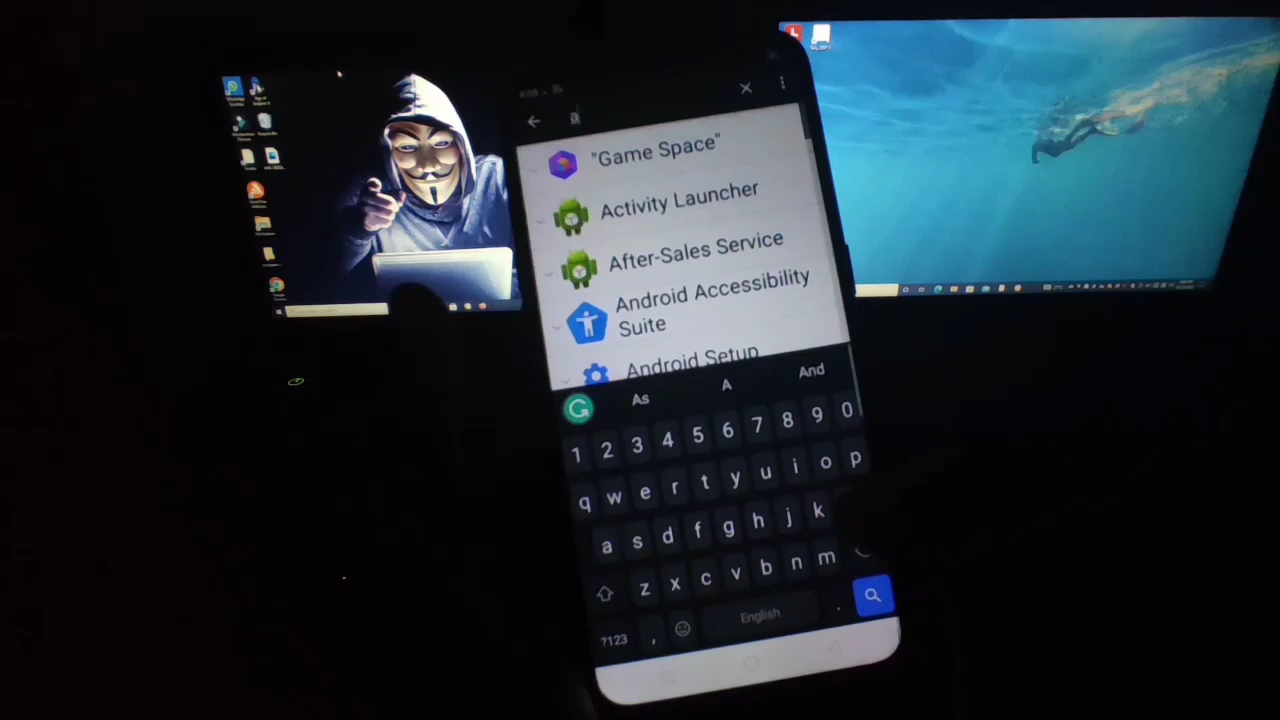 a
"Game Space"
Activity Launcher
After-Sales Service
Android Accessibility
Suite
Android Setup
As A And
1 2 3 4 5 6 7 8 9 0
q w e r t y u i o p
a s d f g h j k
z x c v b n m
?123 , English .